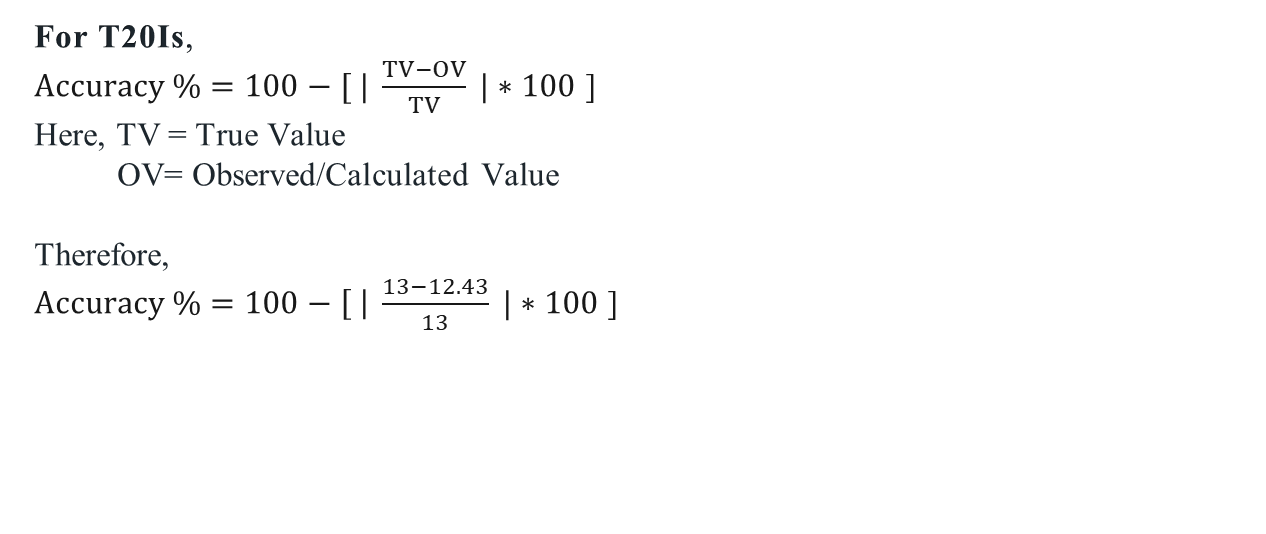 For T20Is,
Accuracy % = 100 − [ | TV−OV/TV | ∗ 100 ]
Here, TV = True Value
OV= Observed/Calculated Value
Therefore,
Accuracy % = 100 − [ | 13−12.43/13 | ∗ 100 ]